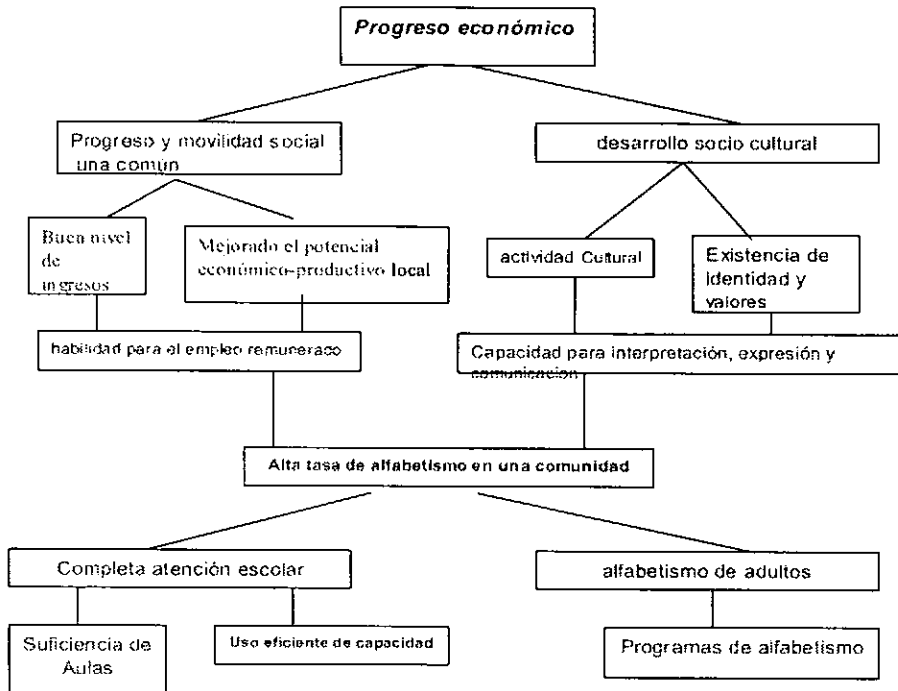 Progreso económico
Progreso y movilidad social
una común
desarrollo socio cultural
Buen nivel
de
ingresos
Mejorado el potencial
económico-productivo local
actividad Cultural
Existencia de
identidad y
valores
habilidad para el empleo remunerado
Capacidad para interpretación, expresión y
comunicación
Alta tasa de alfabetismo en una comunidad
Completa atención escolar
alfabetismo de adultos
Suficiencia de
Aulas
Uso eficiente de capacidad
Programas de alfabetismo